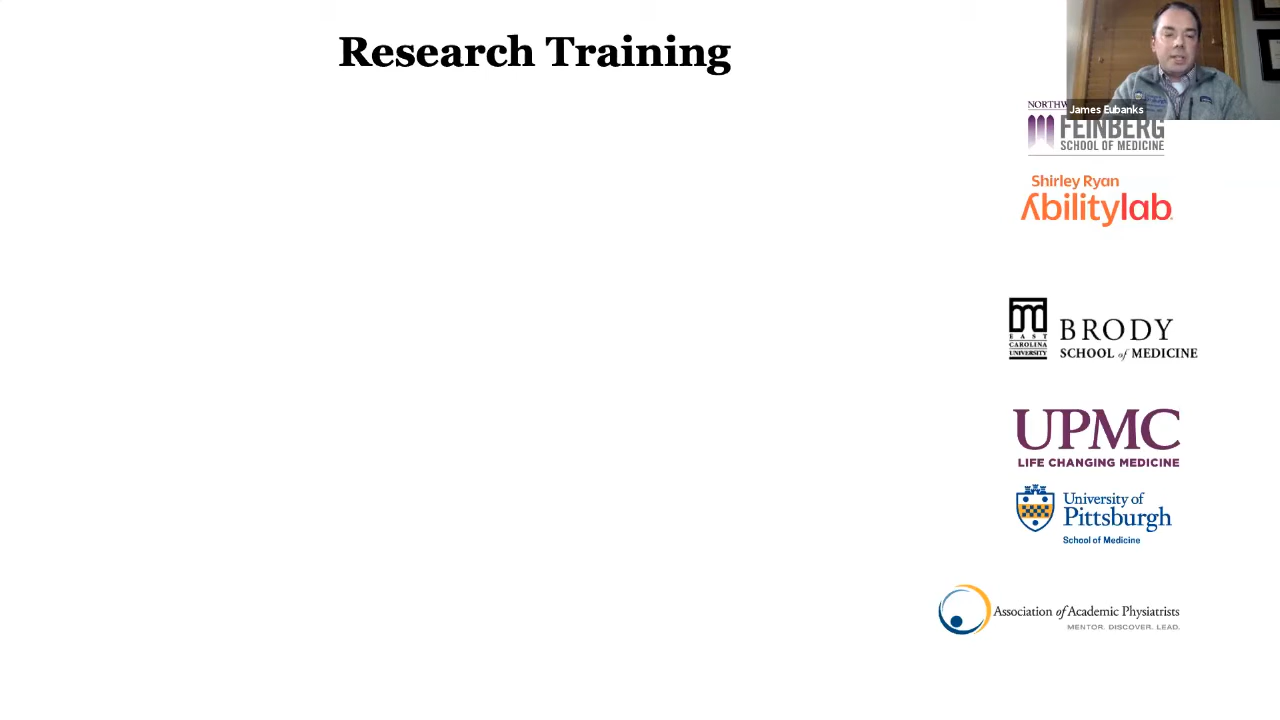 Research Training
James Eubanks
NORTHW
FEINBERG
SCHOOL OF MEDICINE
Shirley Ryan
Abilitylab
EAST
CAROLINA
UNIVERSITY
BRODY
SCHOOL of MEDICINE
UPMC
LIFE CHANGING MEDICINE
University of
Pittsburgh
School of Medicine
Association of Academic Physiatrists
MENTOR. DISCOVER. LEAD.